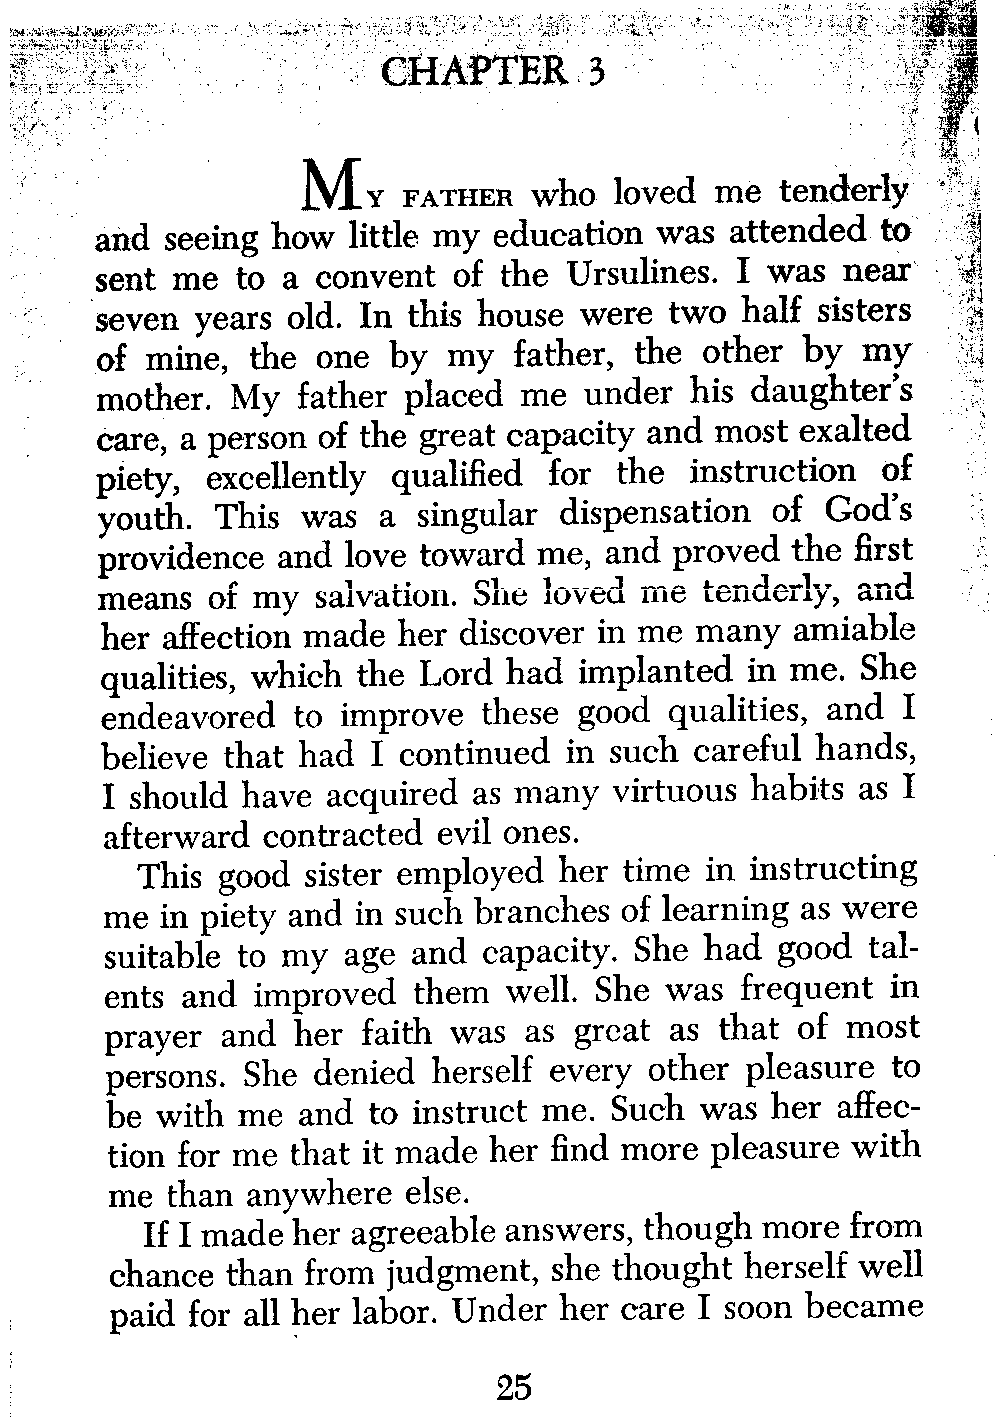 CHAPTER 3
MY FATHER who loved me tenderly
and seeing how little my education was attended to
sent me to a convent of the Ursulines. I was near
seven years old. In this house were two half sisters
of mine, the one by my father, the other by my
mother. My father placed me under his daughter's
care, a person of the great capacity and most exalted
piety, excellently qualified for the instruction of
youth. This was a singular dispensation of God's
providence and love toward me, and proved the first
means of my salvation. She loved me tenderly, and
her affection made her discover in me many amiable
qualities, which the Lord had implanted in me. She
endeavored to improve these good qualities, and I
believe that had I continued in such careful hands,
I should have acquired as many virtuous habits as I
afterward contracted evil ones.
This good sister employed her time in instructing
me in piety and in such branches of learning as were
suitable to my age and capacity. She had good tal-
ents and improved them well. She was frequent in
prayer and her faith was as great as that of most
persons. She denied herself every other pleasure to
be with me and to instruct me. Such was her affec-
tion for me that it made her find more pleasure with
me than anywhere else.
If I made her agreeable answers, though more from
chance than from judgment, she thought herself well
paid for all her labor. Under her care I soon became
25